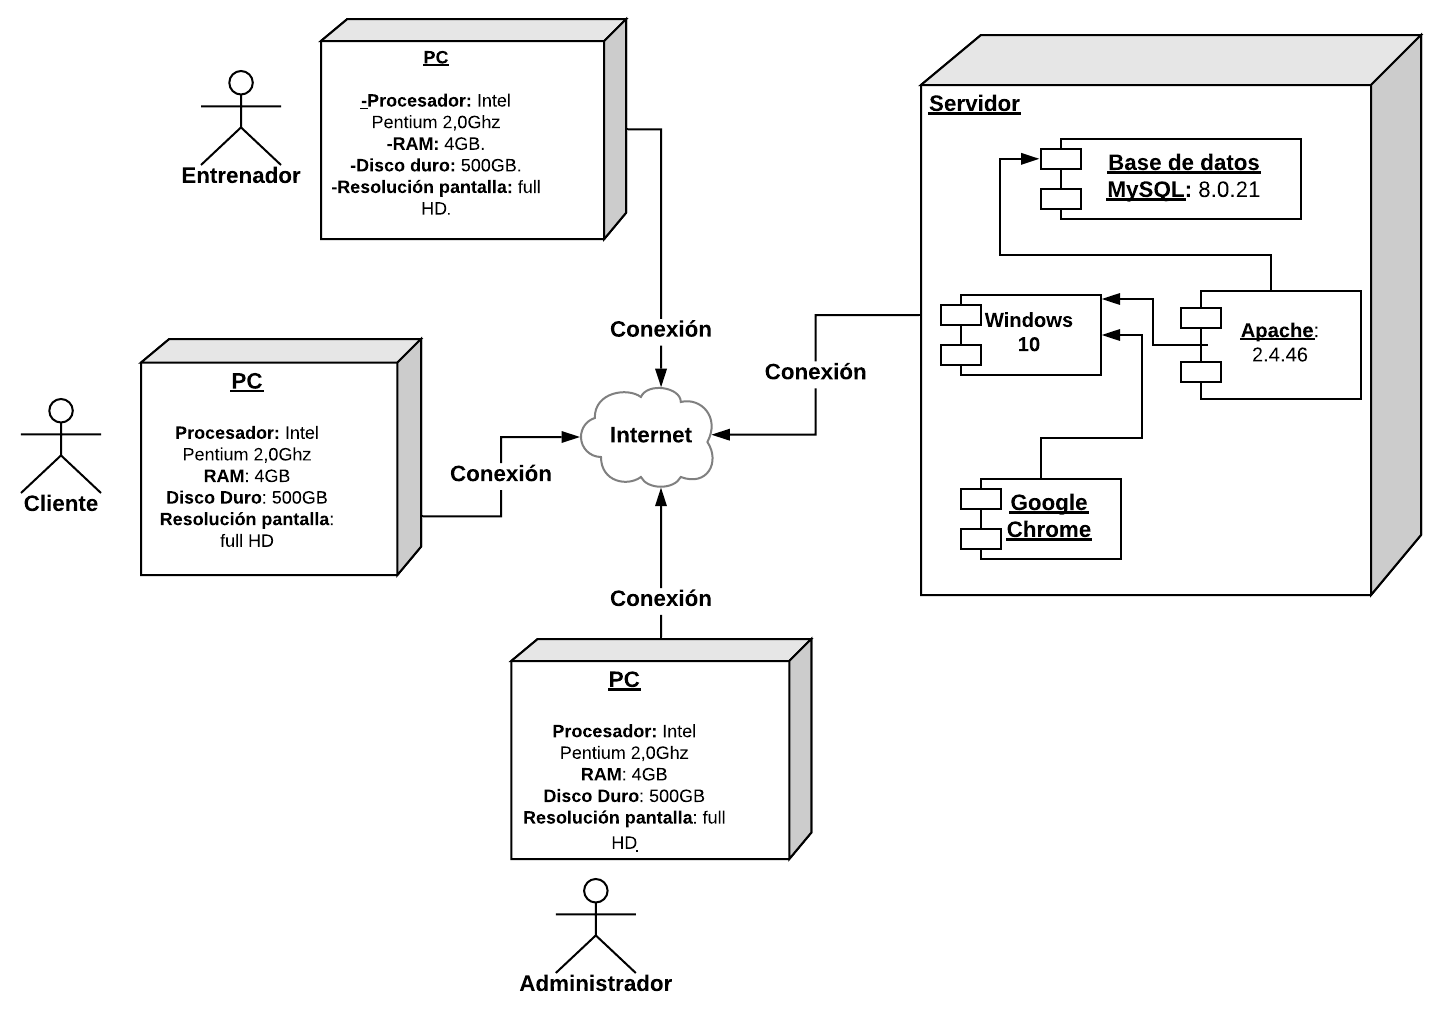 PC
-Procesador: Intel
Pentium 2,0Ghz
-RAM: 4GB.
-Disco duro: 500GB.
-Resolución pantalla: full
HD.
Entrenador
Servidor
Base de datos
MySQL: 8.0.21
Windows
10
Apache:
2.4.46
Google
Chrome
Conexión
Conexión
Internet
Conexión
PC
Procesador: Intel
Pentium 2,0Ghz
RAM: 4GB
Disco Duro: 500GB
Resolución pantalla:
full HD
Cliente
Conexión
PC
Procesador: Intel
Pentium 2,0Ghz
RAM: 4GB
Disco Duro: 500GB
Resolución pantalla: full
HD.
Administrador